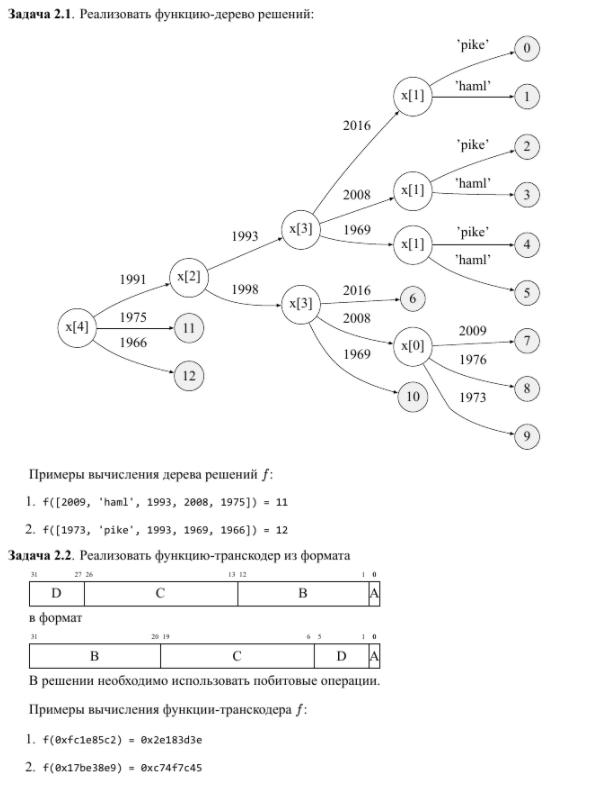 Задача 2.1. Реализовать функцию-дерево решений:
'pike'
0
x[1]
'haml'
1
2016
'pike'
2
2008
x[1]
'haml'
3
1993
x[3]
1969
x[1]
'pike'
4
'haml'
5
1991
x[2]
1998
x[3]
2016
6
2008
x[0]
2009
7
1976
8
1973
9
1969
10
x[4]
1975
11
1966
12
Примеры вычисления дерева решений f:
1. f([2009, 'haml', 1993, 2008, 1975]) = 11
2. f([1973, 'pike', 1993, 1969, 1966]) = 12
Задача 2.2. Реализовать функцию-транскодер из формата
31 27 26 13 12 1 0
D C B A
в формат
31 20 19 6 5 1 0
B C D A
В решении необходимо использовать побитовые операции.
Примеры вычисления функции-транскодера f:
1. f(0xfc1e85c2) = 0x2e183d3e
2. f(0x17be38e9) = 0xc74f7c45